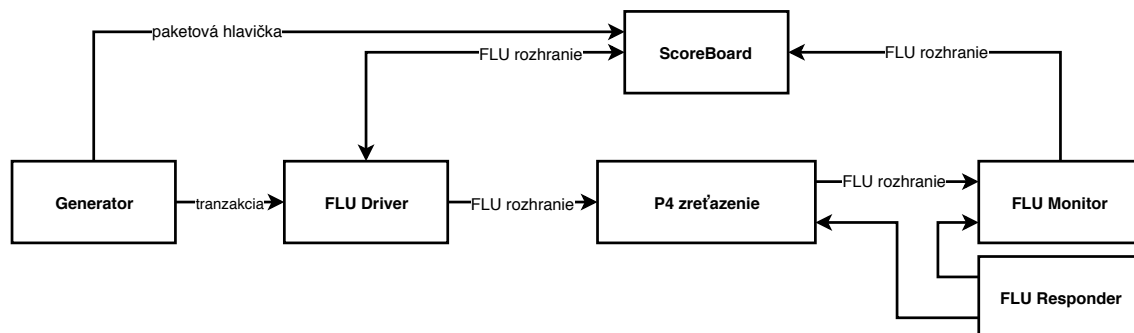 paketová hlavička
FLU rozhranie
ScoreBoard
FLU rozhranie
Generator
tranzakcia
FLU Driver
FLU rozhranie
P4 zreťazenie
FLU rozhranie
FLU Monitor
FLU Responder